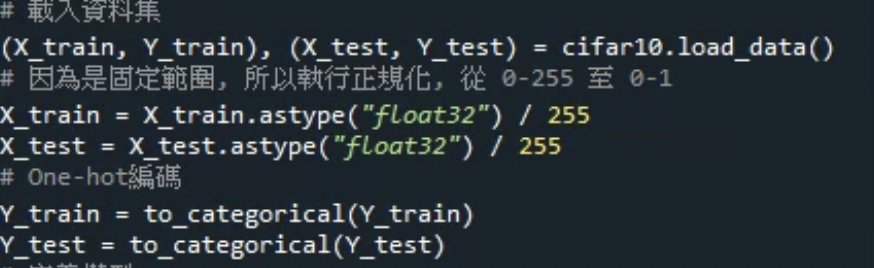 # 載入資料集
(X_train, Y_train), (X_test, Y_test) = cifar10.load_data()
# 因為是固定範圍, 所以執行正規化, 從 0-255 至 0-1
X_train = X_train.astype("float32") / 255
X_test = X_test.astype("float32") / 255
# One-hot編碼
Y_train = to_categorical(Y_train)
Y_test = to_categorical(Y_test)